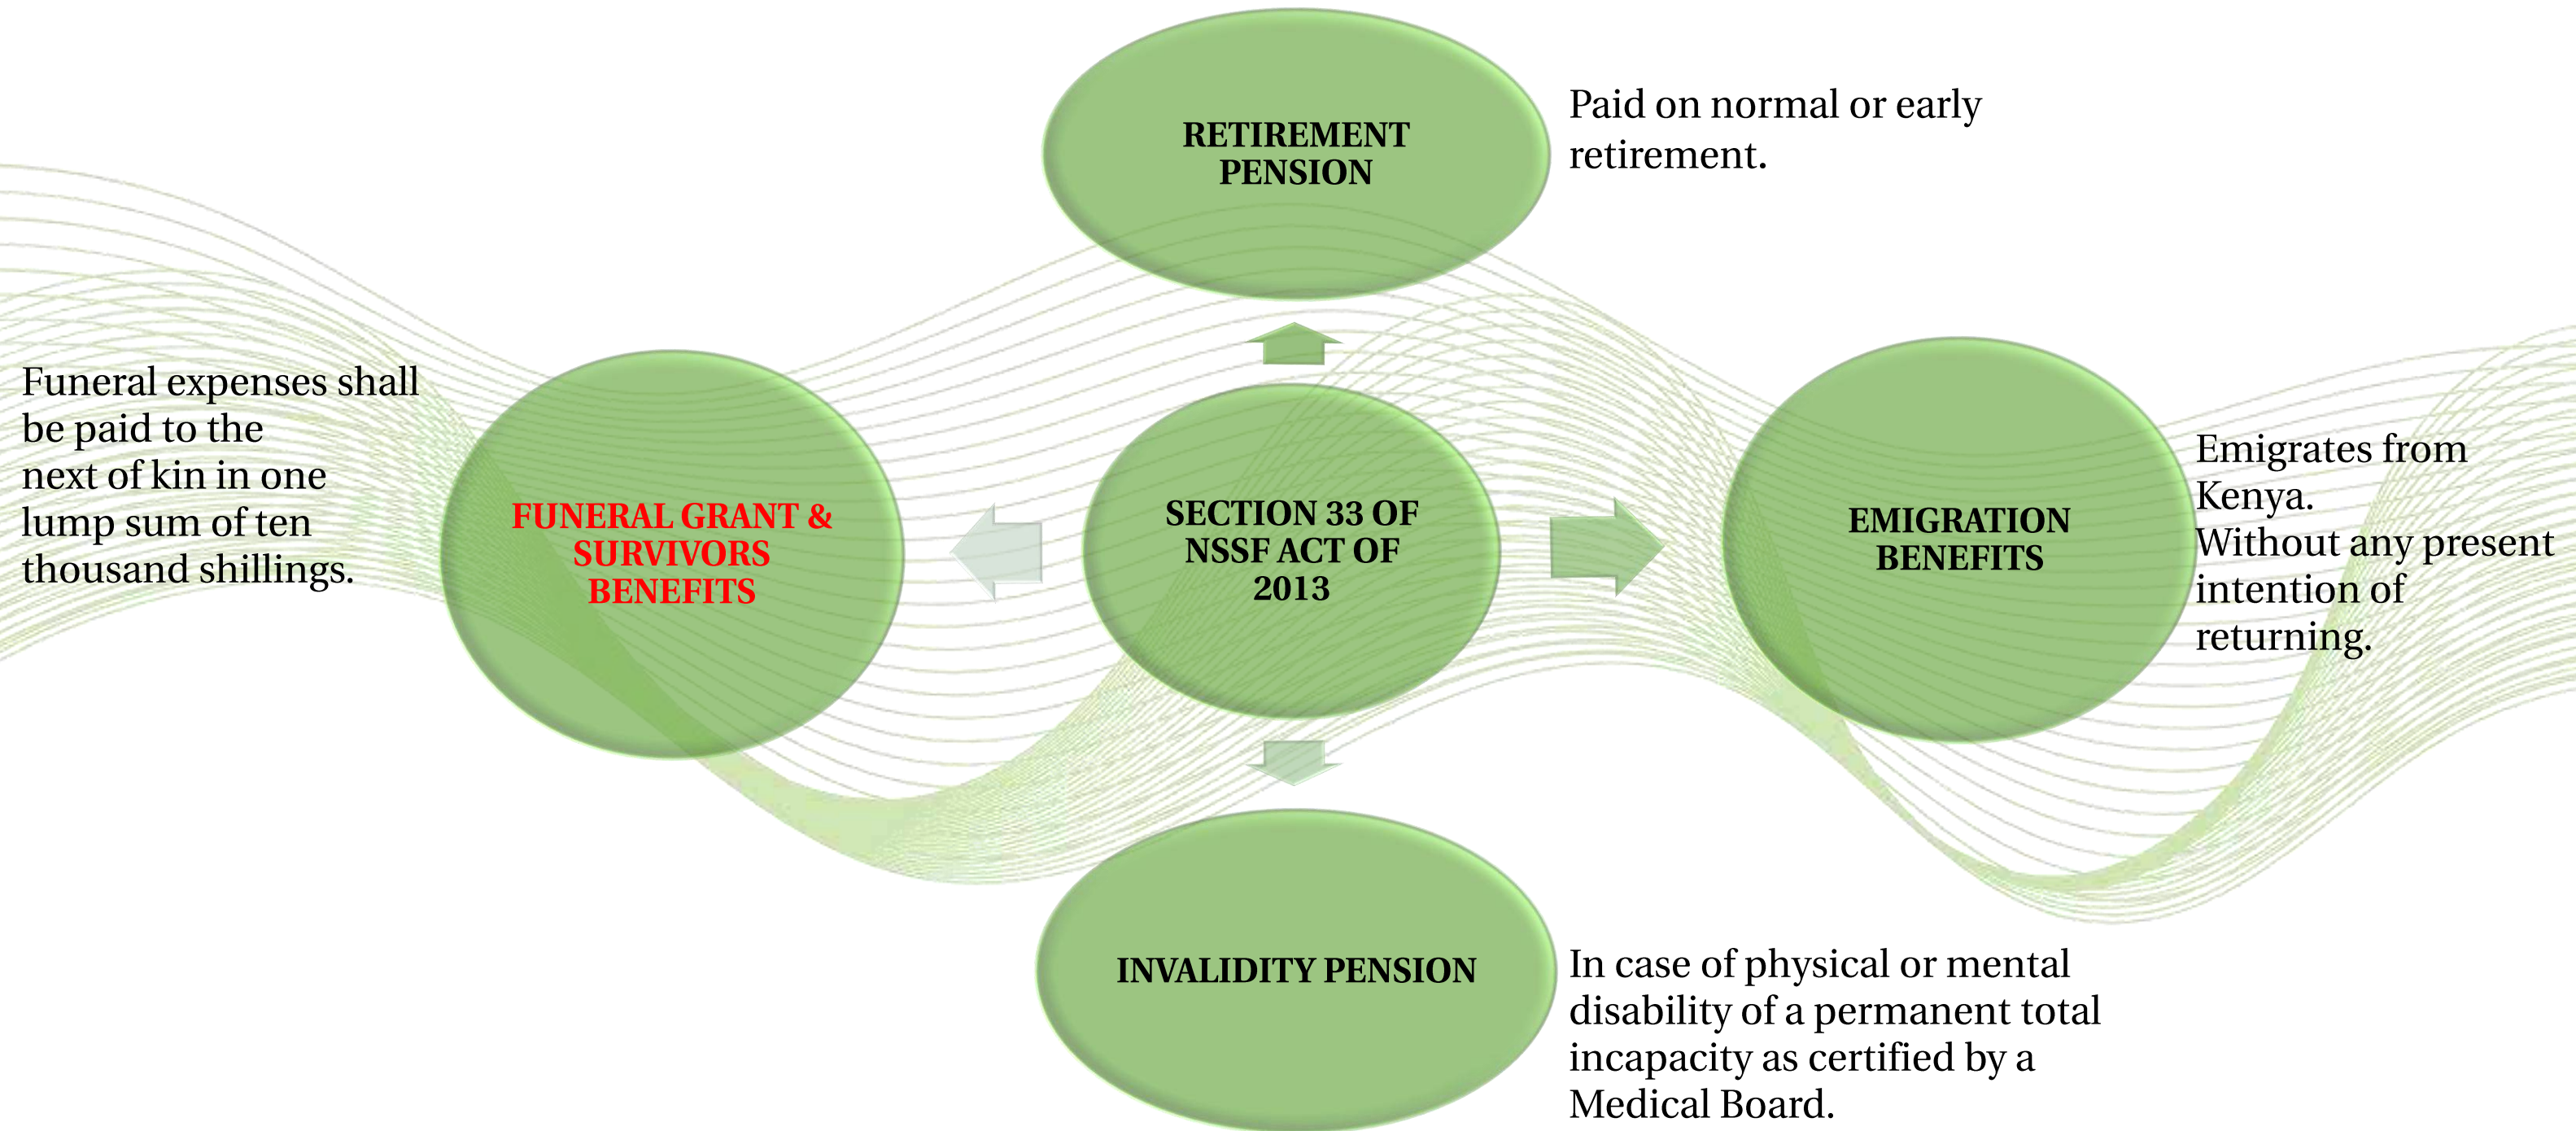 RETIREMENT
PENSION
Paid on normal or early
retirement.
Funeral expenses shall
be paid to the
next of kin in one
lump sum of ten
thousand shillings.
FUNERAL GRANT &
SURVIVORS
BENEFITS
SECTION 33 OF
NSSF ACT OF
2013
EMIGRATION
BENEFITS
Emigrates from
Kenya.
Without any present
intention of
returning.
INVALIDITY PENSION
In case of physical or mental
disability of a permanent total
incapacity as certified by a
Medical Board.